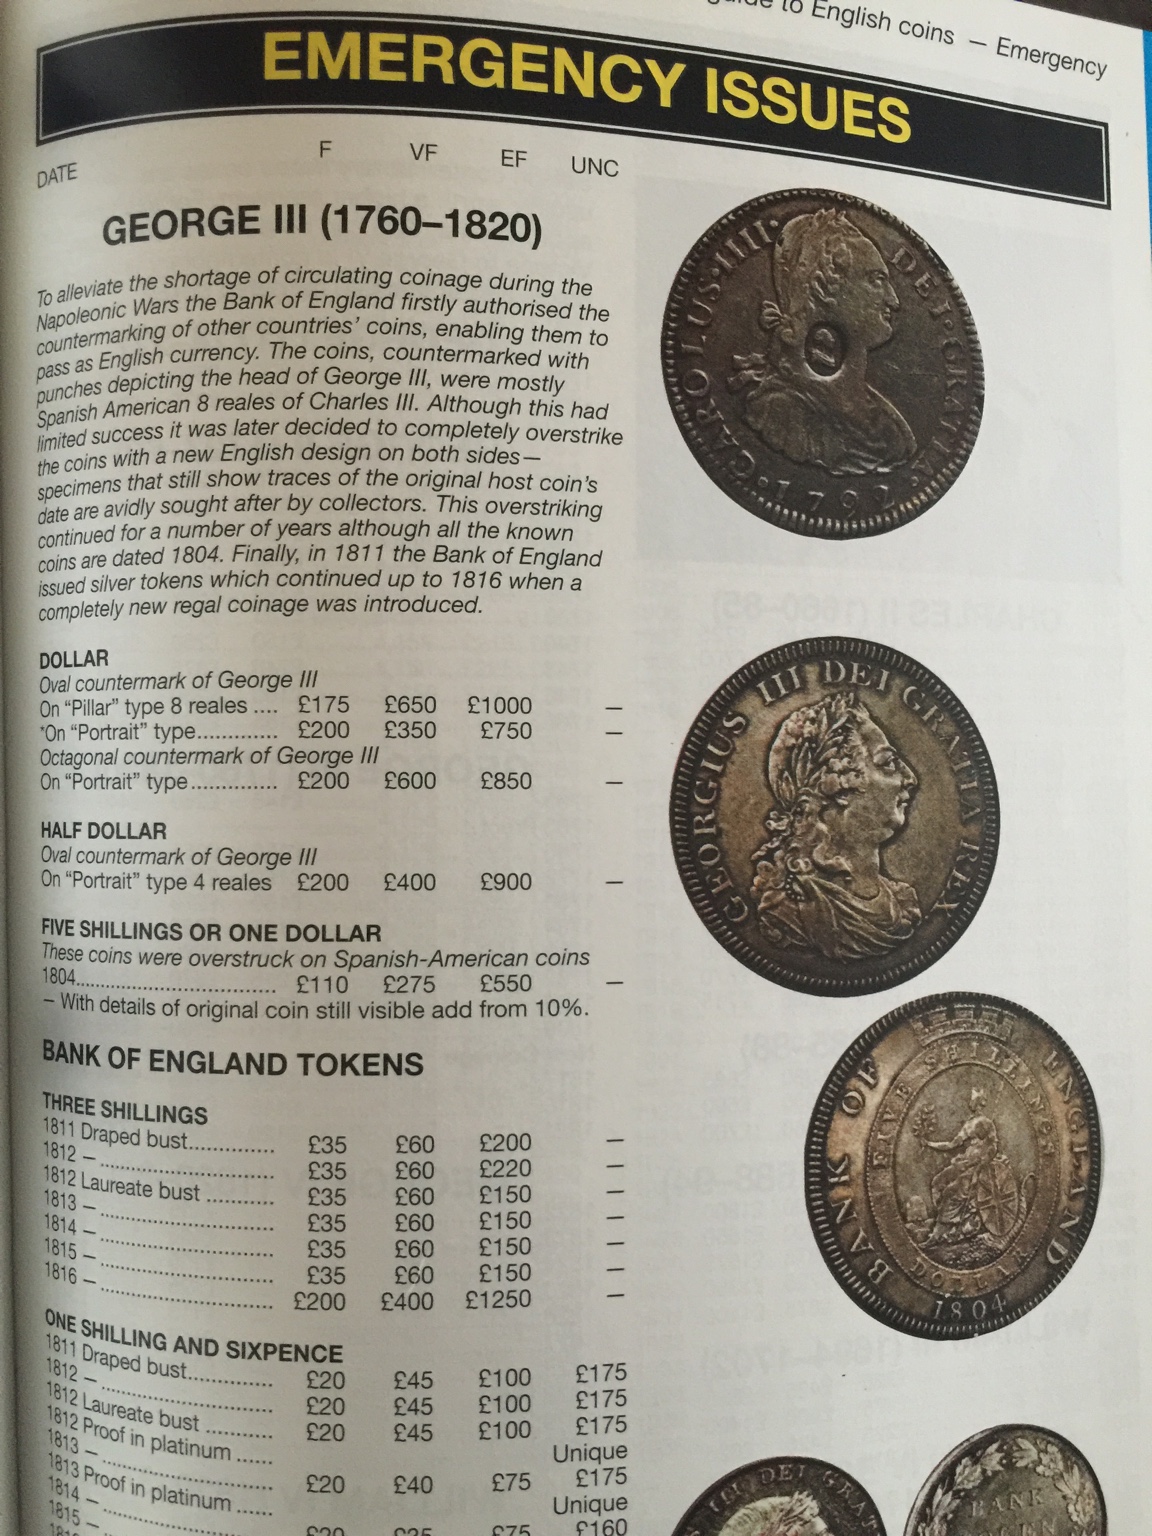 guide to English coins — Emergency
EMERGENCY ISSUES
DATE F VF EF UNC
GEORGE III (1760–1820)
To alleviate the shortage of circulating coinage during the
Napoleonic Wars the Bank of England firstly authorised the
countermarking of other countries' coins, enabling them to
pass as English currency. The coins, countermarked with
punches depicting the head of George III, were mostly
Spanish American 8 reales of Charles III. Although this had
limited success it was later decided to completely overstrike
the coins with a new English design on both sides—
specimens that still show traces of the original host coin's
date are avidly sought after by collectors. This overstriking
continued for a number of years although all the known
coins are dated 1804. Finally, in 1811 the Bank of England
issued silver tokens which continued up to 1816 when a
completely new regal coinage was introduced.
DOLLAR
Oval countermark of George III
On "Pillar" type 8 reales .... £175 £650 £1000 —
*On "Portrait" type............. £200 £350 £750 —
Octagonal countermark of George III
On "Portrait" type.............. £200 £600 £850 —
HALF DOLLAR
Oval countermark of George III
On "Portrait" type 4 reales £200 £400 £900 —
FIVE SHILLINGS OR ONE DOLLAR
These coins were overstruck on Spanish-American coins
1804................................ £110 £275 £550 —
– With details of original coin still visible add from 10%.
BANK OF ENGLAND TOKENS
THREE SHILLINGS
1811 Draped bust.............. £35 £60 £200 —
1812 – ............................ £35 £60 £220 —
1812 Laureate bust ........... £35 £60 £150 —
1813 – ............................ £35 £60 £150 —
1814 – ............................ £35 £60 £150 —
1815 – ............................ £35 £60 £150 —
1816 – ............................ £200 £400 £1250 —
ONE SHILLING AND SIXPENCE
1811 Draped bust.............. £20 £45 £100 £175
1812 – ............................ £20 £45 £100 £175
1812 Laureate bust ........... £20 £45 £100 £175
1812 Proof in platinum ...... Unique
1813 – ............................ £20 £40 £75 £175
1813 Proof in platinum ...... Unique
1814 – ............................ £20 £35 £75 £160
1815 –
CAROLUS·III· DEI·GRATIA·
·1792·
GEORGIUS III DEI GRATIA REX
BANK OF ENGLAND
FIVE SHILLINGS
DOLLAR
1804
III DEI GRA
BANK